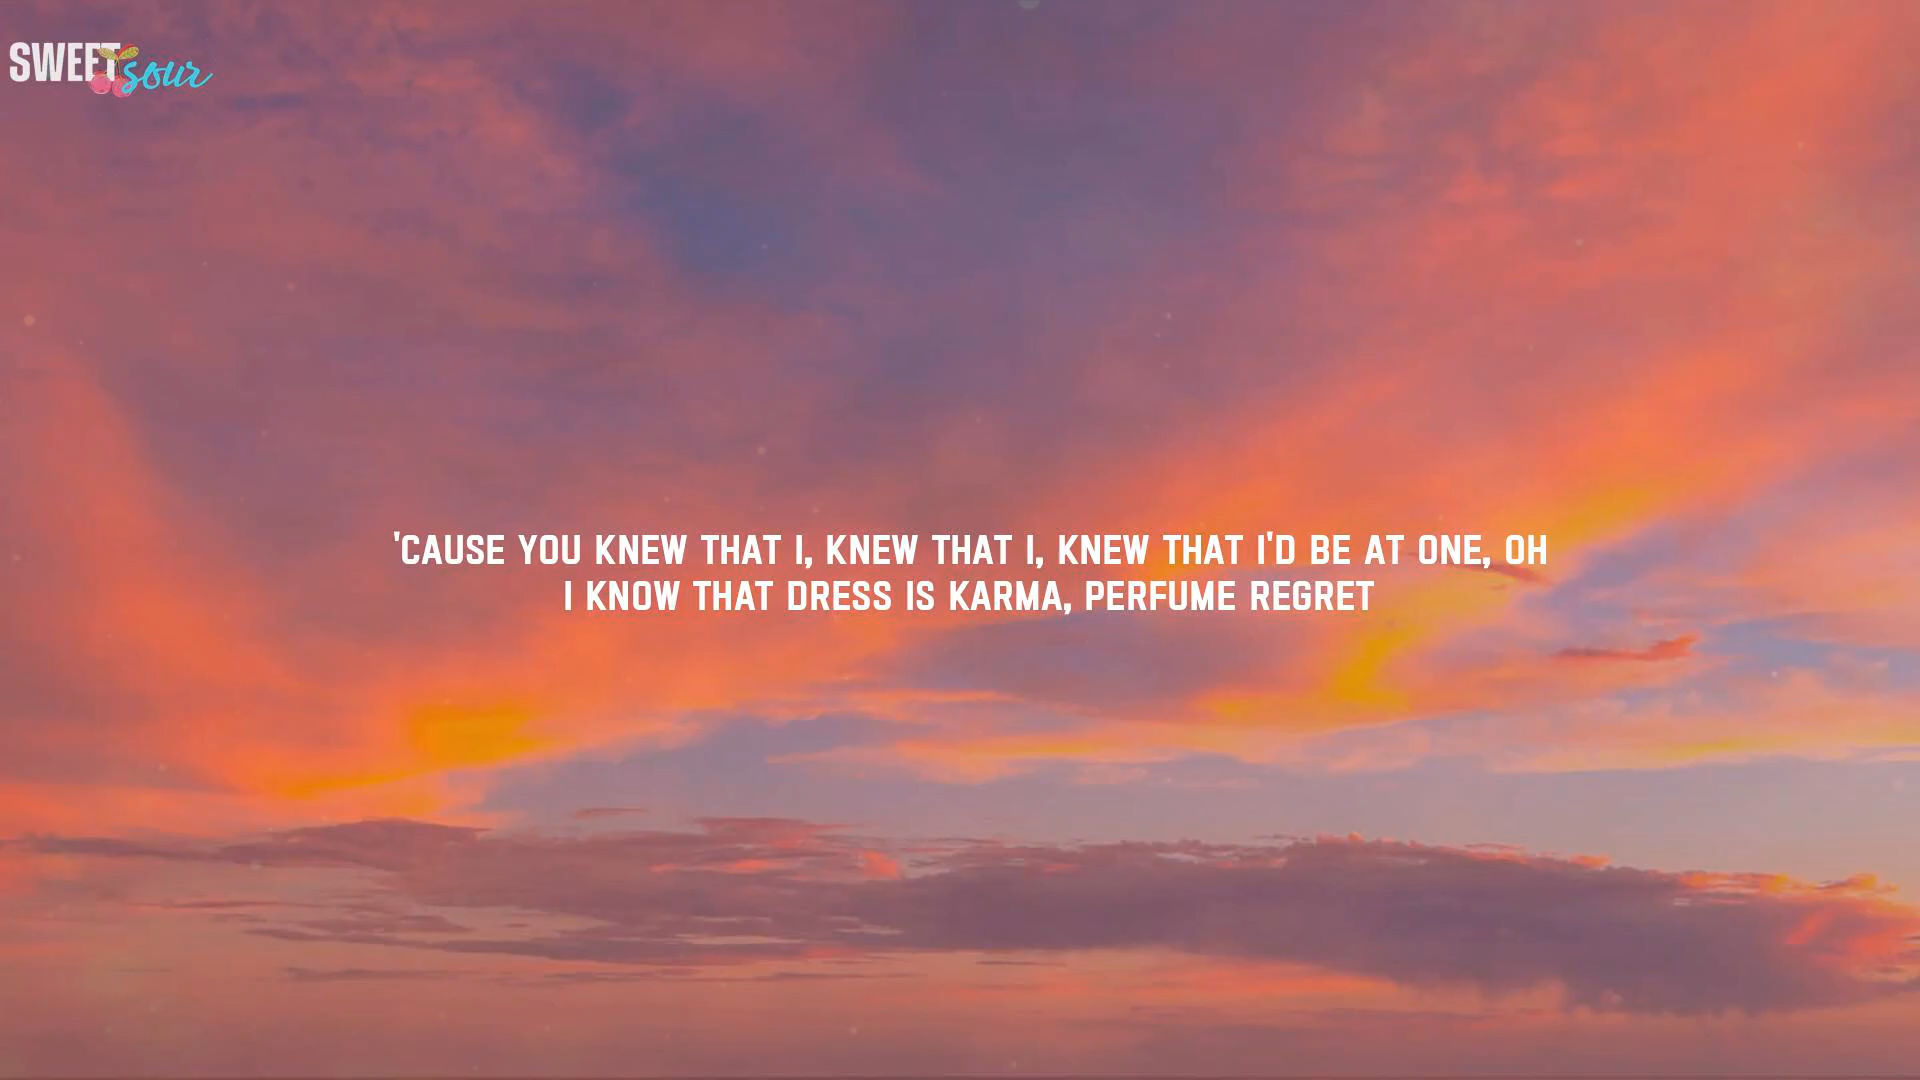 SWEET sour
'CAUSE YOU KNEW THAT I, KNEW THAT I, KNEW THAT I'D BE AT ONE, OH
I KNOW THAT DRESS IS KARMA, PERFUME REGRET